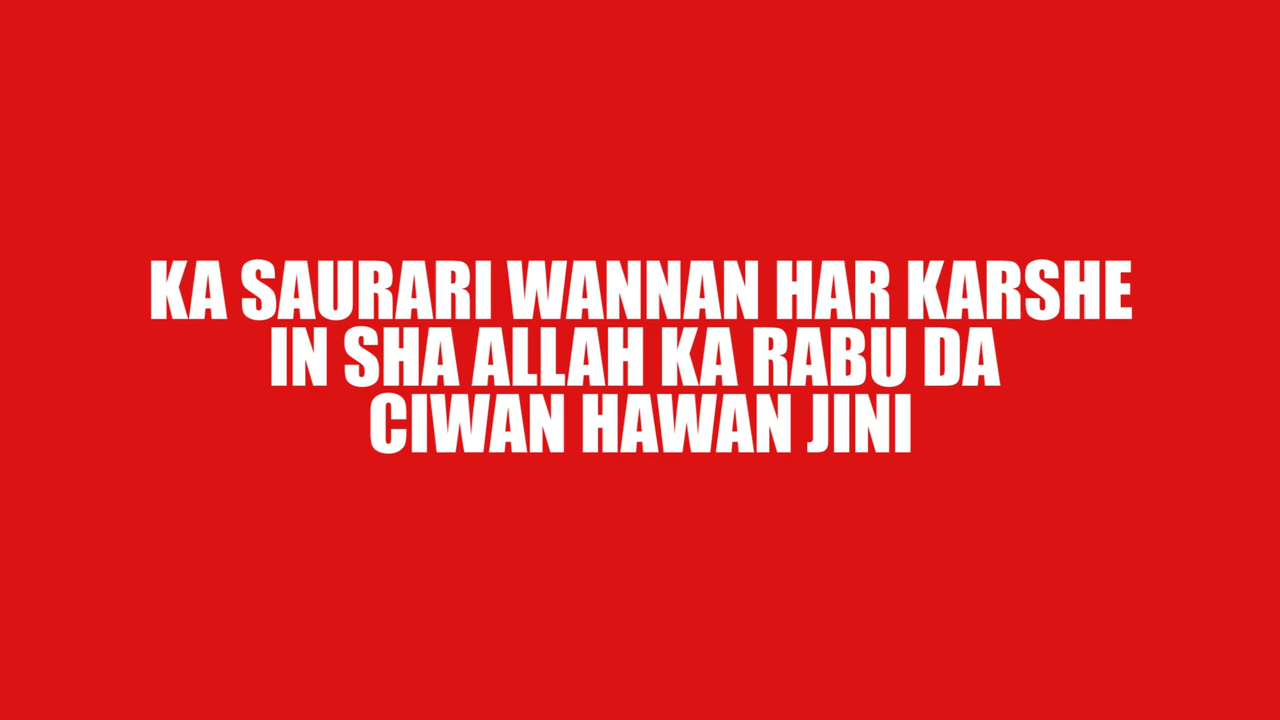 KA SAURARI WANNAN HAR KARSHE
IN SHA ALLAH KA RABU DA
CIWAN HAWAN JINI